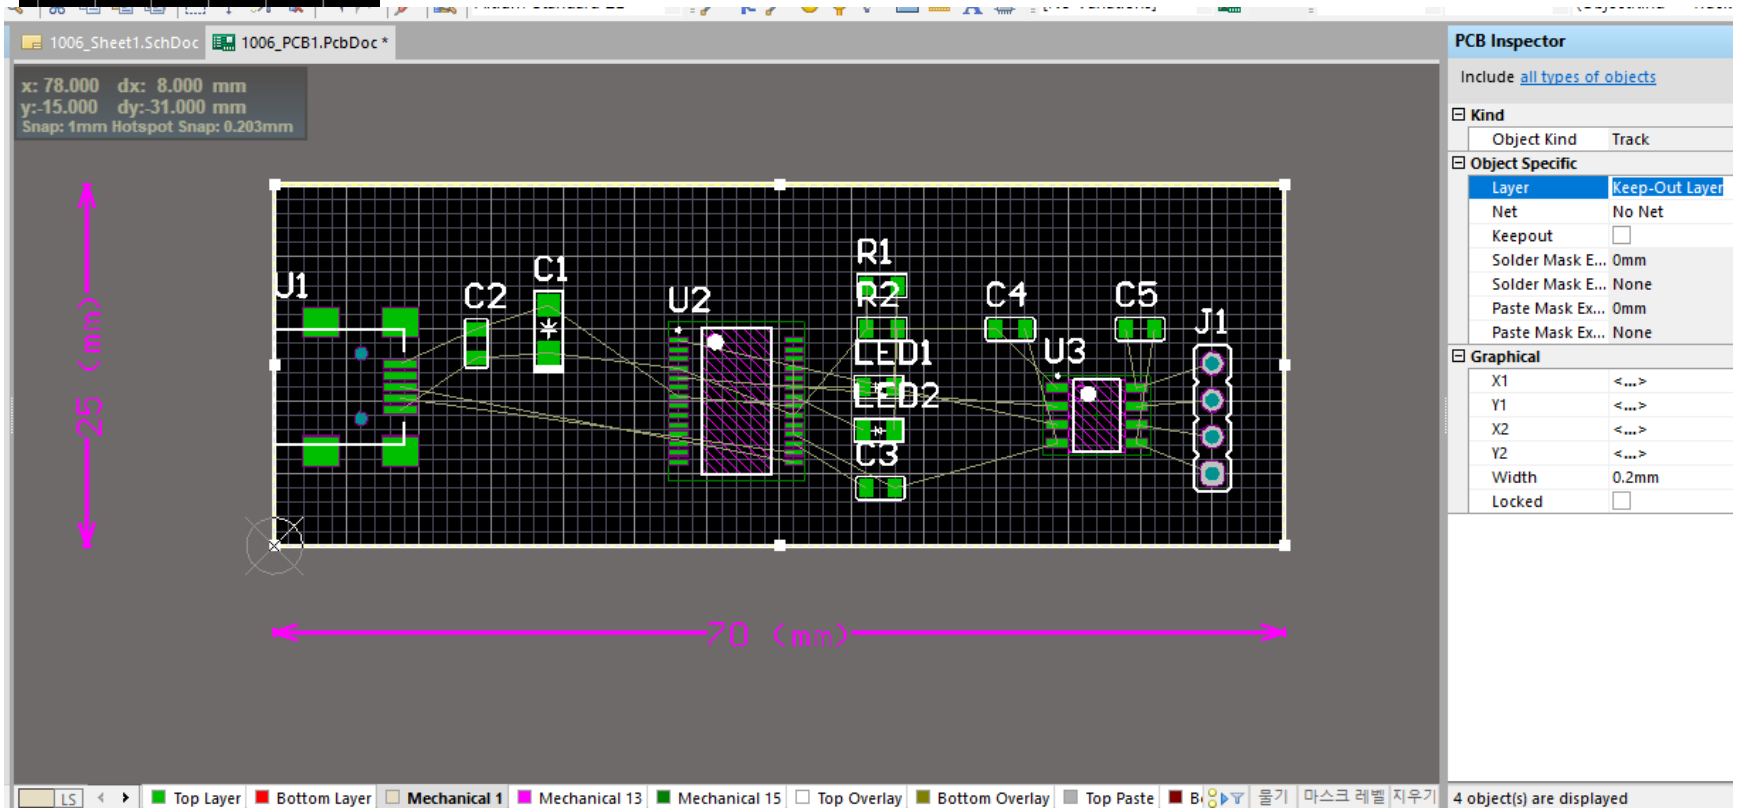 1006_Sheet1.SchDoc
1006_PCB1.PcbDoc *
x: 78.000 dx: 8.000 mm
y:-15.000 dy:-31.000 mm
Snap: 1mm Hotspot Snap: 0.203mm
25 (mm)
70 (mm)
J1
C2
C1
U2
R1
R2
LED1
LED2
C3
C4
U3
C5
J1
PCB Inspector
Include all types of objects
Kind
Object Kind Track
Object Specific
Layer Keep-Out Layer
Net No Net
Keepout
Solder Mask E... 0mm
Solder Mask E... None
Paste Mask Ex... 0mm
Paste Mask Ex... None
Graphical
X1 <...>
Y1 <...>
X2 <...>
Y2 <...>
Width 0.2mm
Locked
LS
Top Layer
Bottom Layer
Mechanical 1
Mechanical 13
Mechanical 15
Top Overlay
Bottom Overlay
Top Paste
물기
마스크 레벨
지우기
4 object(s) are displayed